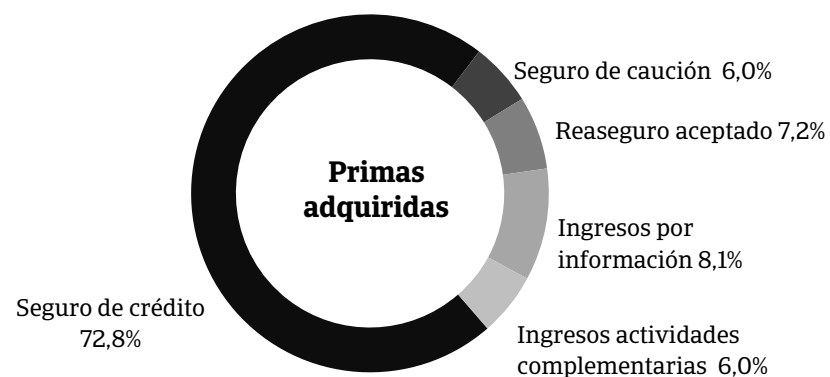 Seguro de caución 6,0%
Reaseguro aceptado 7,2%
Primas
adquiridas
Ingresos por
información 8,1%
Seguro de crédito
72,8%
Ingresos actividades
complementarias 6,0%